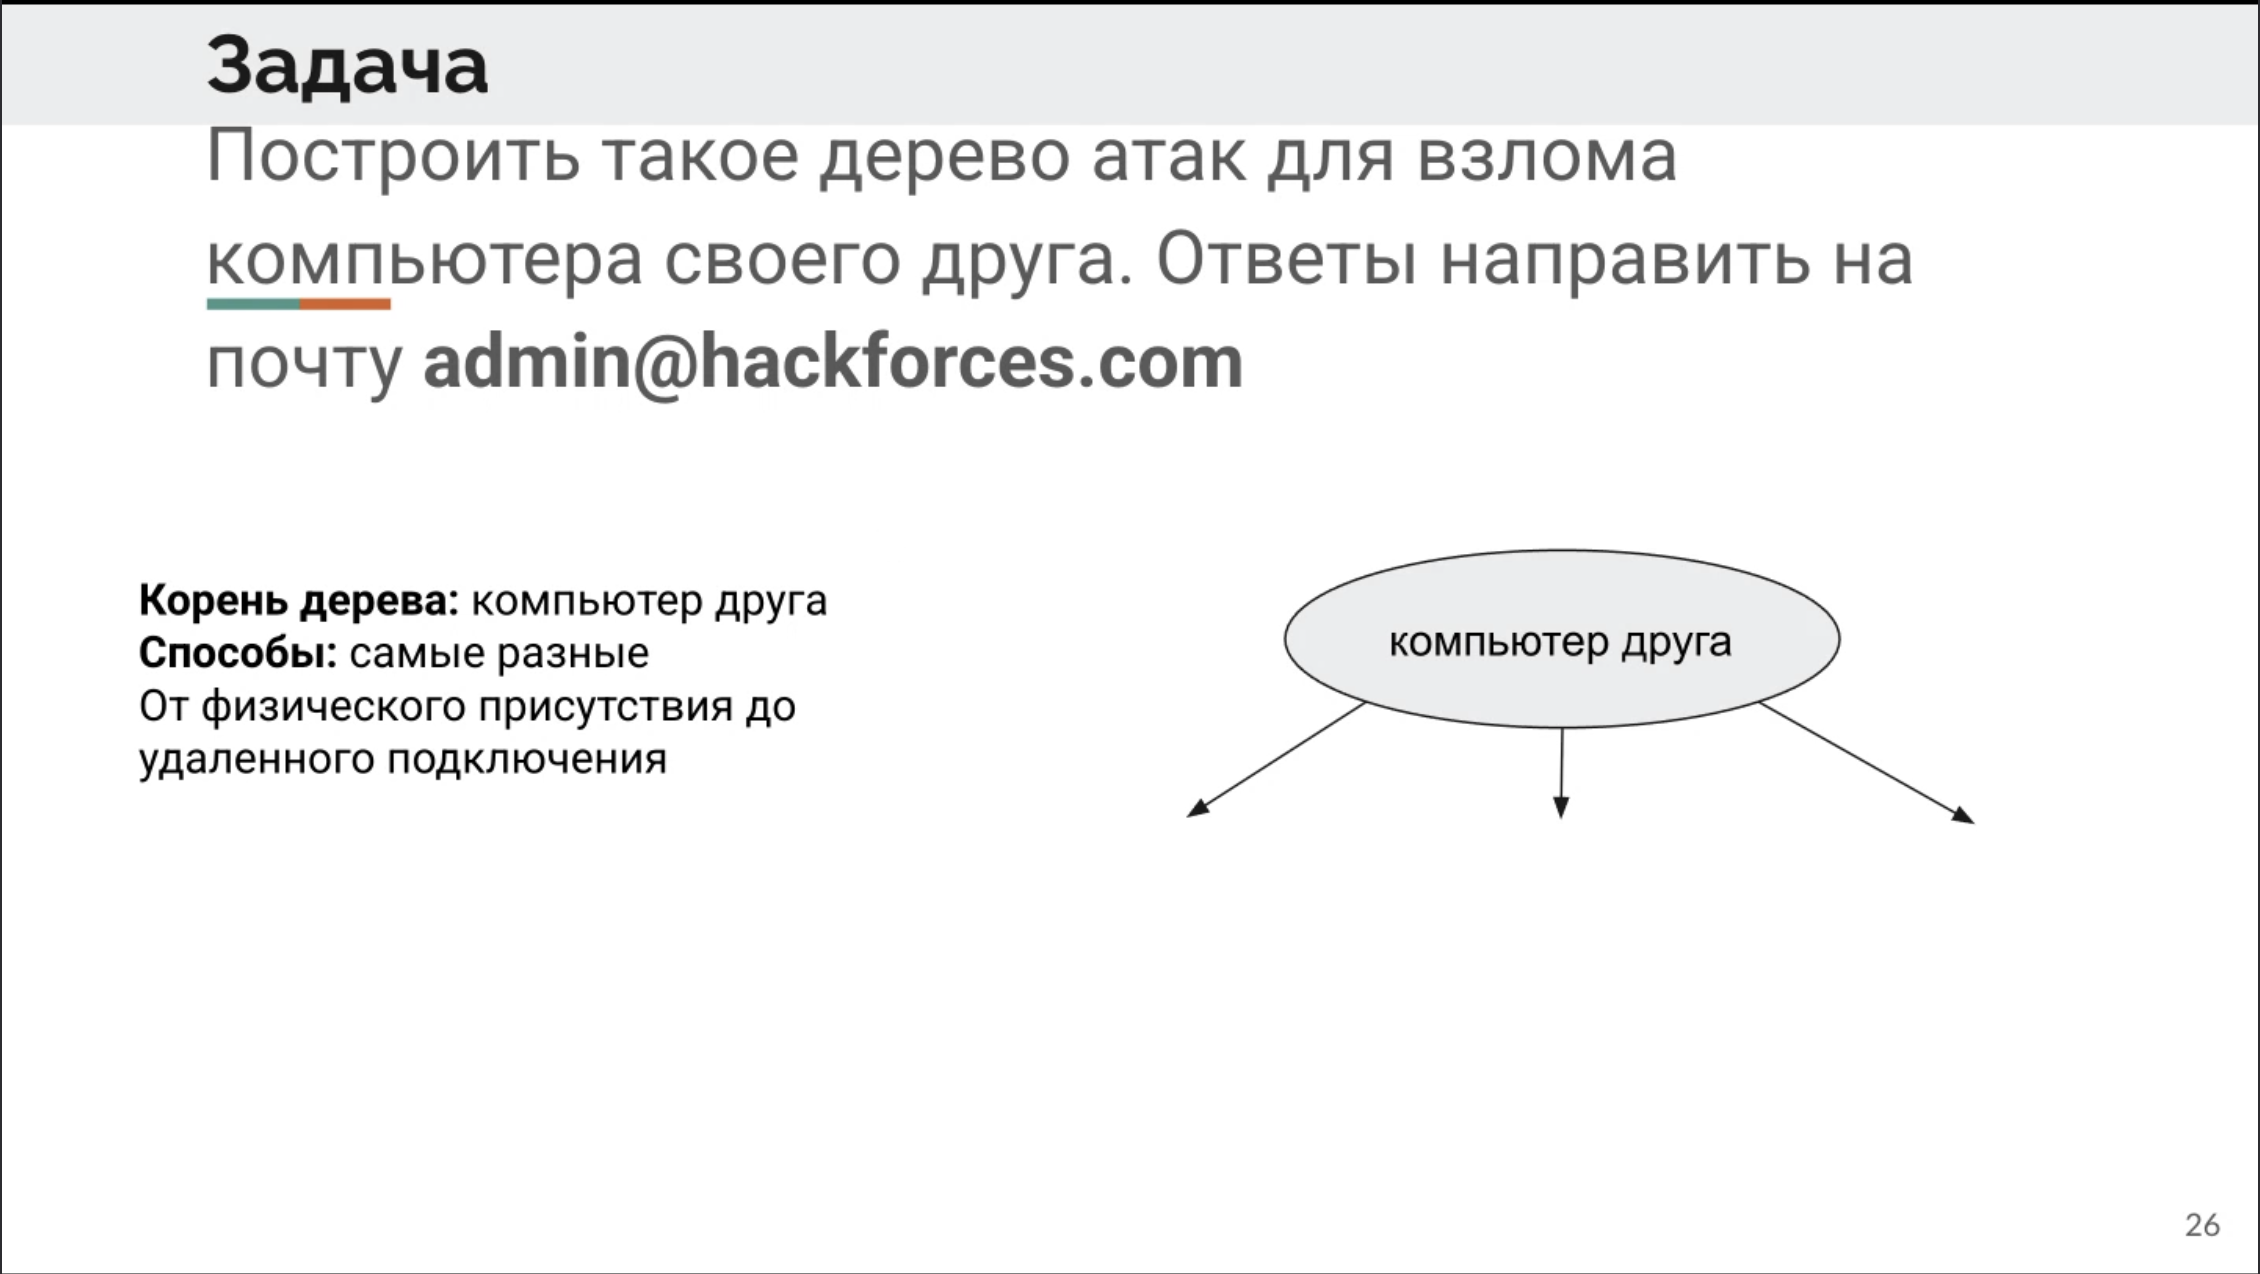 Задача
Построить такое дерево атак для взлома
компьютера своего друга. Ответы направить на
почту admin@hackforces.com
Корень дерева: компьютер друга
Способы: самые разные
От физического присутствия до
удаленного подключения
компьютер друга
26